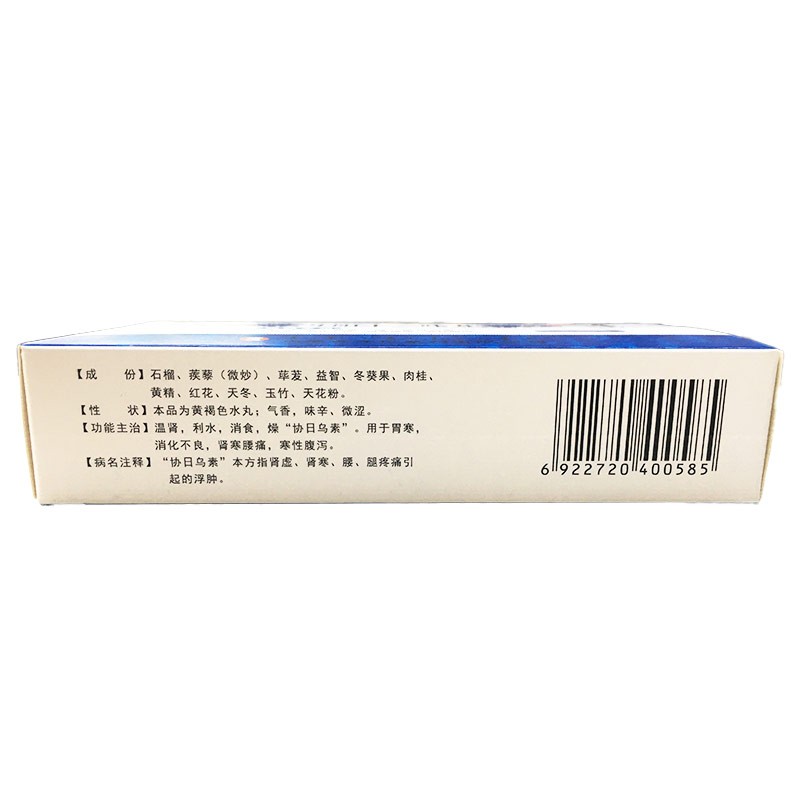 【成　　份】石榴、蒺藜（微炒）、荜茇、益智、冬葵果、肉桂、
黄精、红花、天冬、玉竹、天花粉。
【性　　状】本品为黄褐色水丸；气香，味辛、微涩。
【功能主治】温肾，利水，消食，燥“协日乌素”。用于胃寒，
消化不良，肾寒腰痛，寒性腹泻。
【病名注释】“协日乌素”本方指肾虚、肾寒、腰、腿疼痛引
起的浮肿。
6 922720 400585